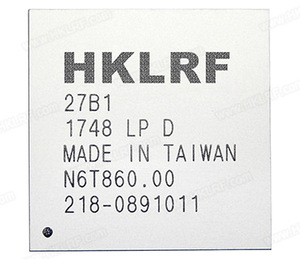 HKLRF
27B1
1748 LP D
MADE IN TAIWAN
N6T860.00
218-0891011